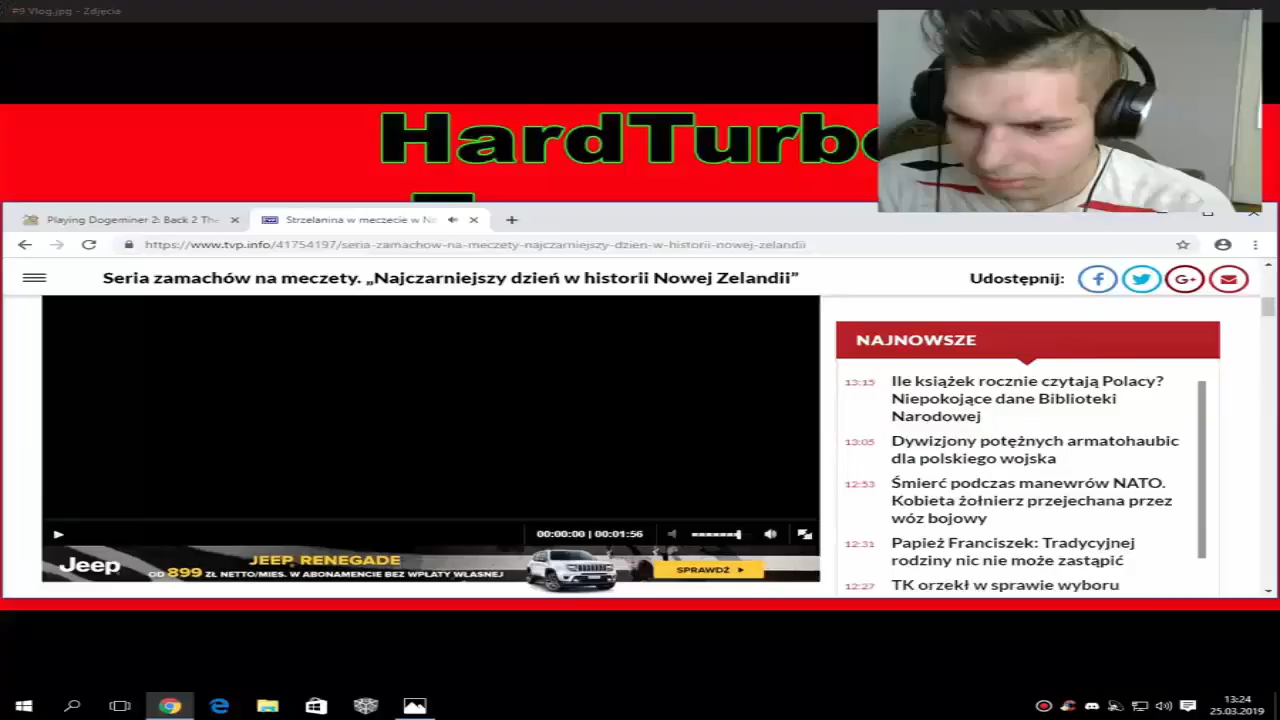 F9 Vlog.jpg - Zdjęcia
HardTurbo
Playing Dogeminer 2: Back 2 The
Strzelanina w meczecie w No
https://www.tvp.info/41754197/seria-zamachow-na-meczety-najczarniejszy-dzien-w-historii-nowej-zelandii
Seria zamachów na meczety. „Najczarniejszy dzień w historii Nowej Zelandii”
Udostępnij:
NAJNOWSZE
13:15 Ile książek rocznie czytają Polacy?
Niepokojące dane Biblioteki
Narodowej
13:05 Dywizjony potężnych armatohaubic
dla polskiego wojska
12:53 Śmierć podczas manewrów NATO.
Kobieta żołnierz przejechana przez
wóz bojowy
12:31 Papież Franciszek: Tradycyjnej
rodziny nic nie może zastąpić
12:27 TK orzekł w sprawie wyboru
00:00:00 | 00:01:56
Jeep
JEEP RENEGADE
OD 899 ZŁ NETTO/MIES. W ABONAMENCIE BEZ WPŁATY WŁASNEJ
SPRAWDŹ
13:24
25.03.2019